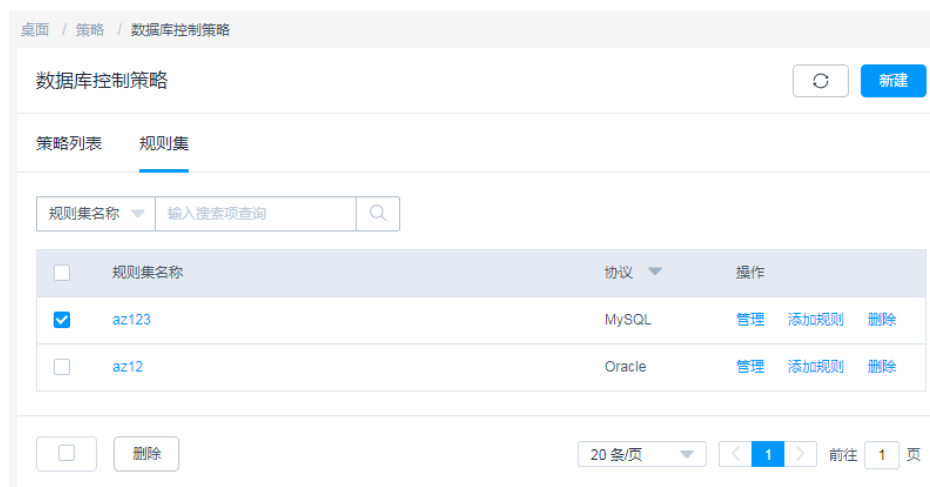 桌面 / 策略 / 数据库控制策略
数据库控制策略 新建
策略列表 规则集
规则集名称 输入搜索项查询
规则集名称 协议 操作
az123 MySQL 管理 添加规则 删除
az12 Oracle 管理 添加规则 删除
删除 20 条/页 1 前往 1 页